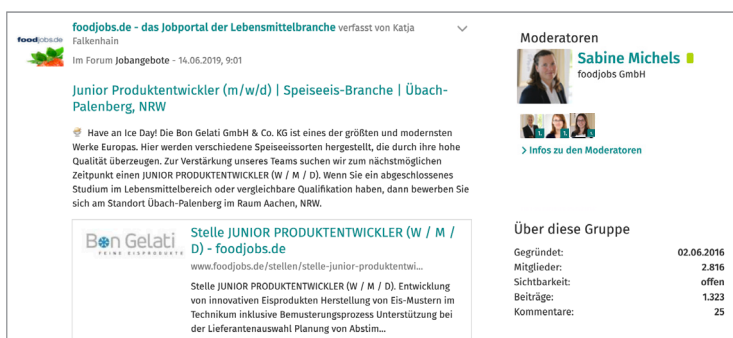 foodjobs.de
foodjobs.de - das Jobportal der Lebensmittelbranche verfasst von Katja
Falkenhain
Im Forum Jobangebote - 14.06.2019, 9:01
Junior Produktentwickler (m/w/d) | Speiseeis-Branche | Übach-
Palenberg, NRW
🍨 Have an Ice Day! Die Bon Gelati GmbH & Co. KG ist eines der größten und modernsten
Werke Europas. Hier werden verschiedene Speiseeissorten hergestellt, die durch ihre hohe
Qualität überzeugen. Zur Verstärkung unseres Teams suchen wir zum nächstmöglichen
Zeitpunkt einen JUNIOR PRODUKTENTWICKLER (W / M / D). Wenn Sie ein abgeschlossenes
Studium im Lebensmittelbereich oder vergleichbare Qualifikation haben, dann bewerben Sie
sich am Standort Übach-Palenberg im Raum Aachen, NRW.
Bon Gelati
FEINE EISPRODUKTE
Stelle JUNIOR PRODUKTENTWICKLER (W / M /
D) - foodjobs.de
www.foodjobs.de/stellen/stelle-junior-produktentwi...
Stelle JUNIOR PRODUKTENTWICKLER (W / M / D). Entwicklung
von innovativen Eisprodukten Herstellung von Eis-Mustern im
Technikum inklusive Bemusterungsprozess Unterstützung bei
der Lieferantenauswahl Planung von Abstim...
Moderatoren
Sabine Michels
foodjobs GmbH
1. 1. 1.
> Infos zu den Moderatoren
Über diese Gruppe
Gegründet: 02.06.2016
Mitglieder: 2.816
Sichtbarkeit: offen
Beiträge: 1.323
Kommentare: 25